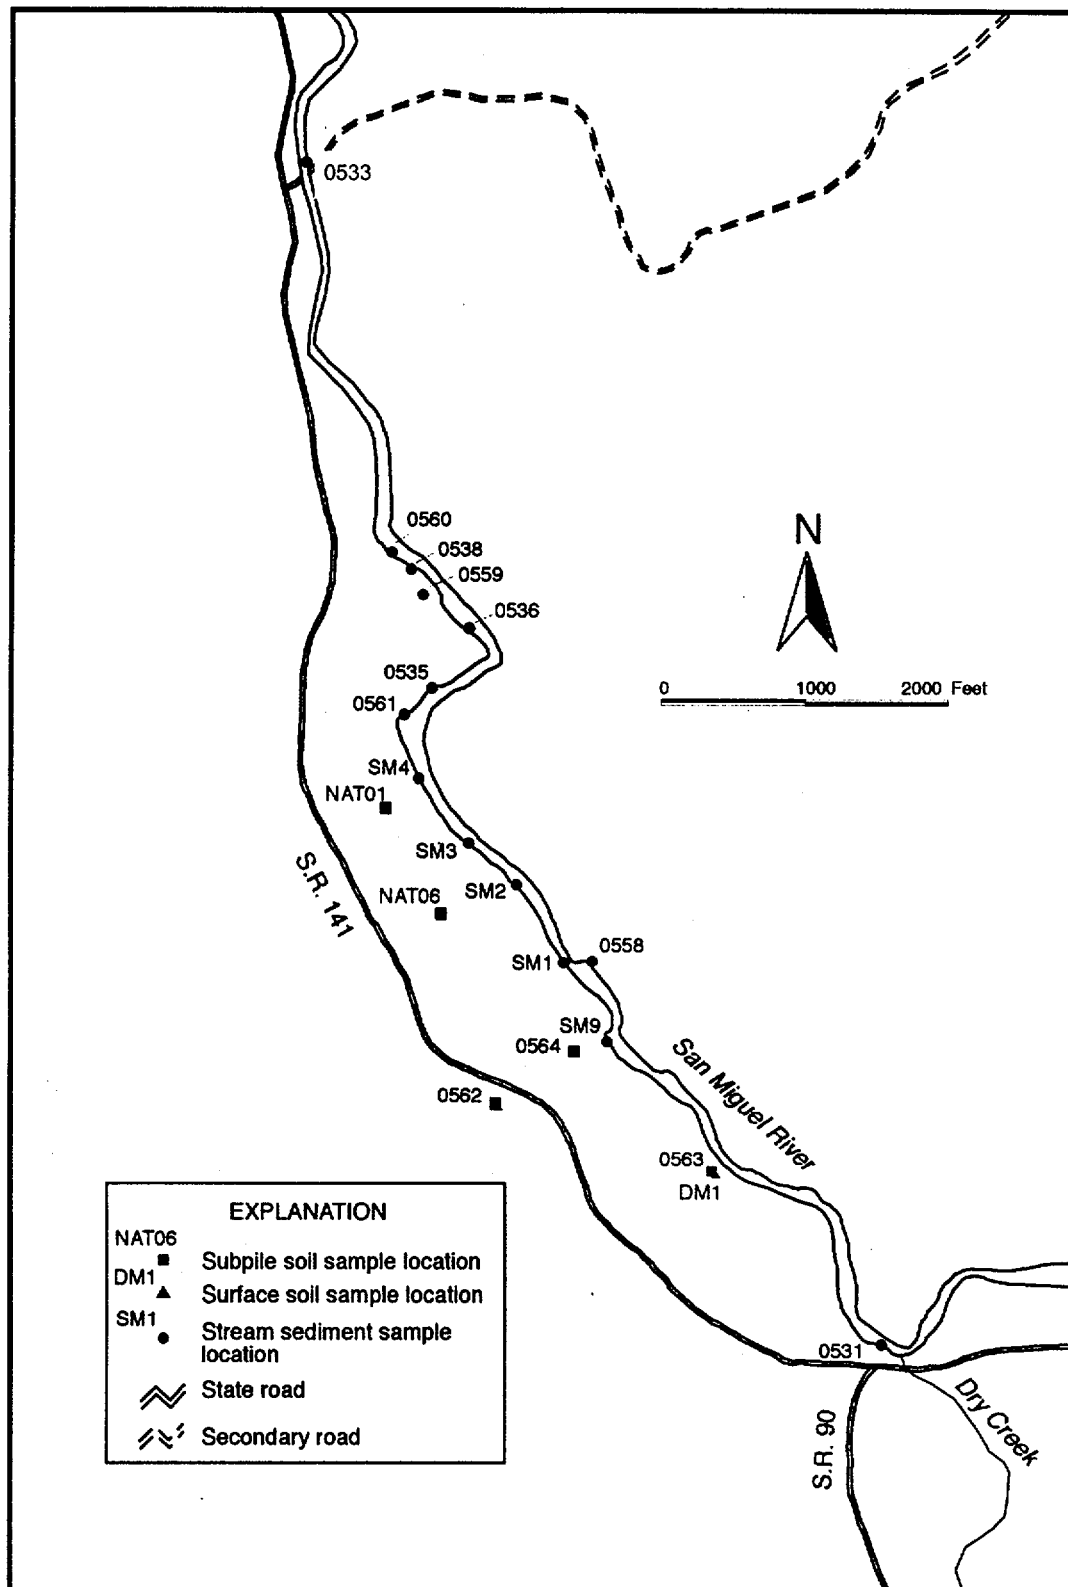 0533
0560
0538
0559
N
0536
0535
0 1000 2000 Feet
0561
SM4
NAT01
SM3
S.R. 141
NAT06
SM2
0558
SM1
SM9
0564
San Miguel River
0562
0563
DM1
EXPLANATION
NAT06
Subpile soil sample location
DM1
Surface soil sample location
SM1
Stream sediment sample
location
State road
Secondary road
0531
Dry Creek
S.R. 90